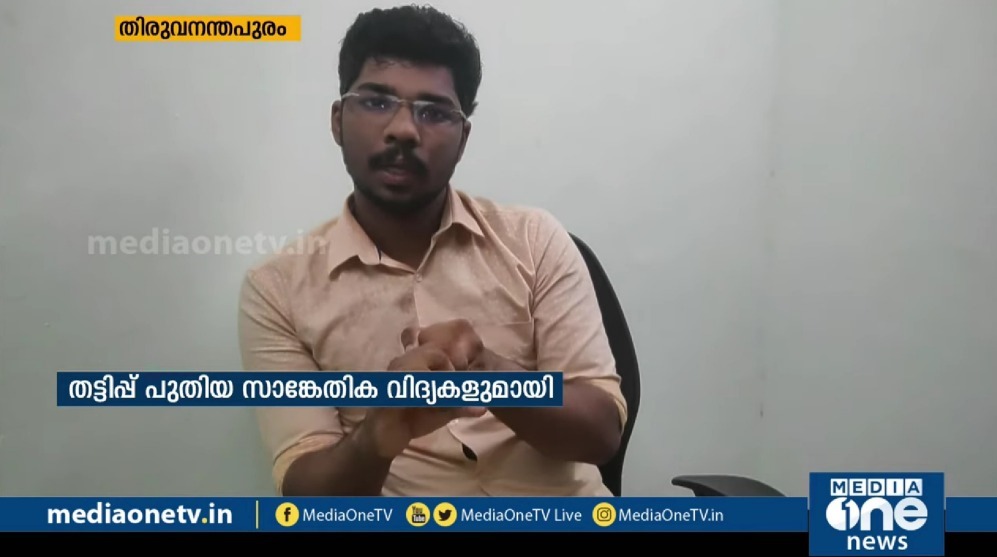 തിരുവനന്തപുരം
mediaonetv.in
തട്ടിപ്പ് പുതിയ സാങ്കേതിക വിദ്യകളുമായി
mediaonetv.in MediaOneTV MediaOneTV Live MediaOneTV.in
MEDIA
one
news